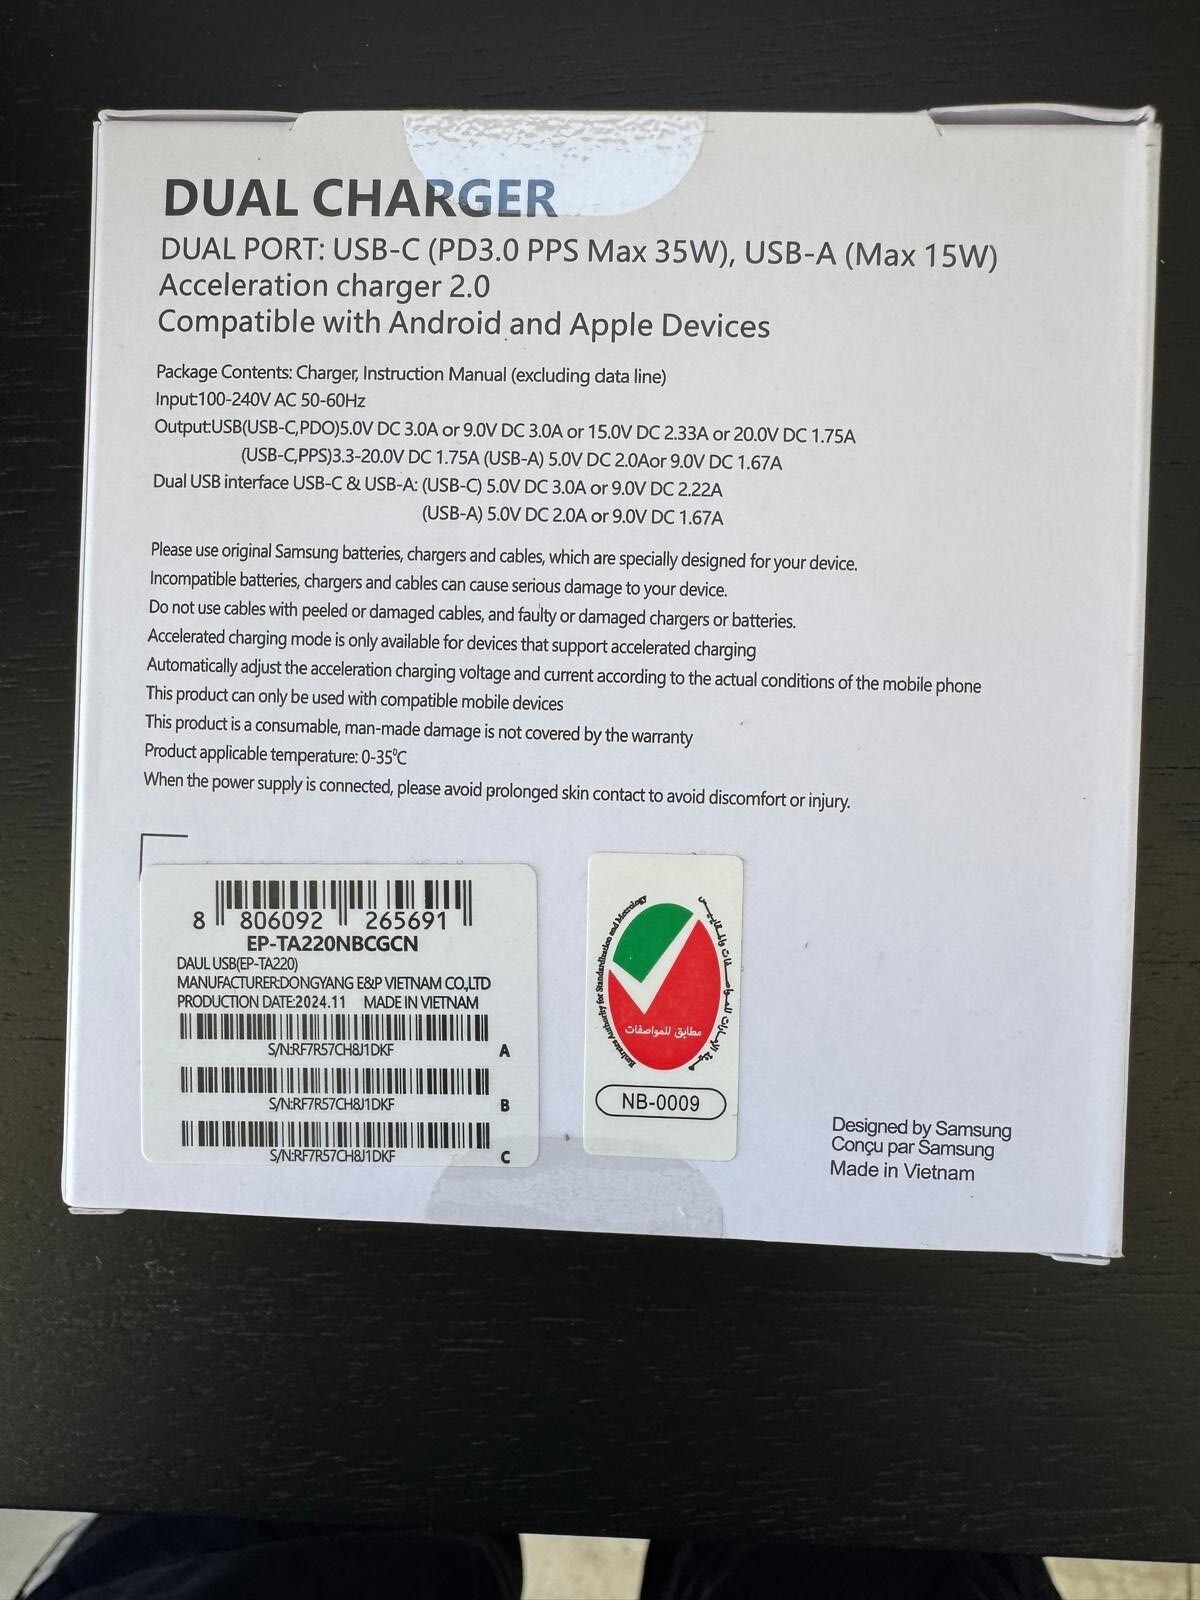 DUAL CHARGER
DUAL PORT: USB-C (PD3.0 PPS Max 35W), USB-A (Max 15W)
Acceleration charger 2.0
Compatible with Android and Apple Devices
Package Contents: Charger, Instruction Manual (excluding data line)
Input:100-240V AC 50-60Hz
Output:USB(USB-C,PDO)5.0V DC 3.0A or 9.0V DC 3.0A or 15.0V DC 2.33A or 20.0V DC 1.75A
(USB-C,PPS)3.3-20.0V DC 1.75A (USB-A) 5.0V DC 2.0Aor 9.0V DC 1.67A
Dual USB interface USB-C & USB-A: (USB-C) 5.0V DC 3.0A or 9.0V DC 2.22A
(USB-A) 5.0V DC 2.0A or 9.0V DC 1.67A
Please use original Samsung batteries, chargers and cables, which are specially designed for your device.
Incompatible batteries, chargers and cables can cause serious damage to your device.
Do not use cables with peeled or damaged cables, and faulty or damaged chargers or batteries.
Accelerated charging mode is only available for devices that support accelerated charging
Automatically adjust the acceleration charging voltage and current according to the actual conditions of the mobile phone
This product can only be used with compatible mobile devices
This product is a consumable, man-made damage is not covered by the warranty
Product applicable temperature: 0-35⁰C
When the power supply is connected, please avoid prolonged skin contact to avoid discomfort or injury.
8 806092 265691
EP-TA220NBCGCN
DAUL USB(EP-TA220)
MANUFACTURER:DONGYANG E&P VIETNAM CO.,LTD
PRODUCTION DATE:2024.11 MADE IN VIETNAM
S/N:RF7R57CH8J1DKF A
S/N:RF7R57CH8J1DKF B
S/N:RF7R57CH8J1DKF C
Emirates Authority for Standardization and Metrology
هيئة الإمارات للمواصفات والمقاييس
مطابق للمواصفات
NB-0009
Designed by Samsung
Conçu par Samsung
Made in Vietnam